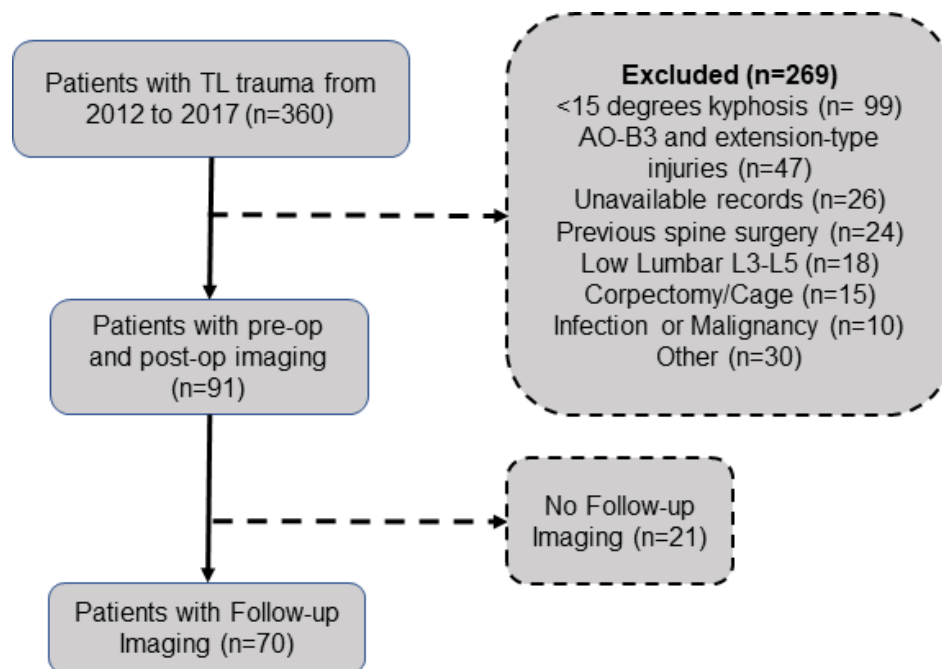 Patients with TL trauma from
2012 to 2017 (n=360)
Excluded (n=269)
<15 degrees kyphosis (n= 99)
AO-B3 and extension-type
injuries (n=47)
Unavailable records (n=26)
Previous spine surgery (n=24)
Low Lumbar L3-L5 (n=18)
Corpectomy/Cage (n=15)
Infection or Malignancy (n=10)
Other (n=30)
Patients with pre-op
and post-op imaging
(n=91)
No Follow-up
Imaging (n=21)
Patients with Follow-up
Imaging (n=70)